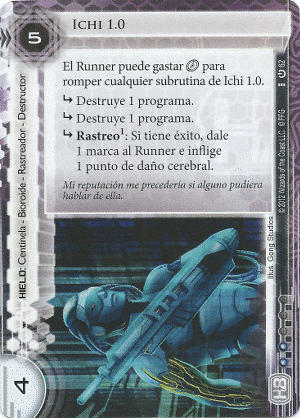 5
ICHI 1.0
El Runner puede gastar para
romper cualquier subrutina de Ichi 1.0.
Destruye 1 programa.
Destruye 1 programa.
Rastreo¹: Si tiene éxito, dale
1 marca al Runner e inflige
1 punto de daño cerebral.
Mi reputación me precedería si alguno pudiera
hablar de ella.
HIELO: Centinela - Bioroide - Rastreador - Destructor
4
62
© 2012 Wizards of the Coast LLC. © FFG
Illus. Gong Studios
HB